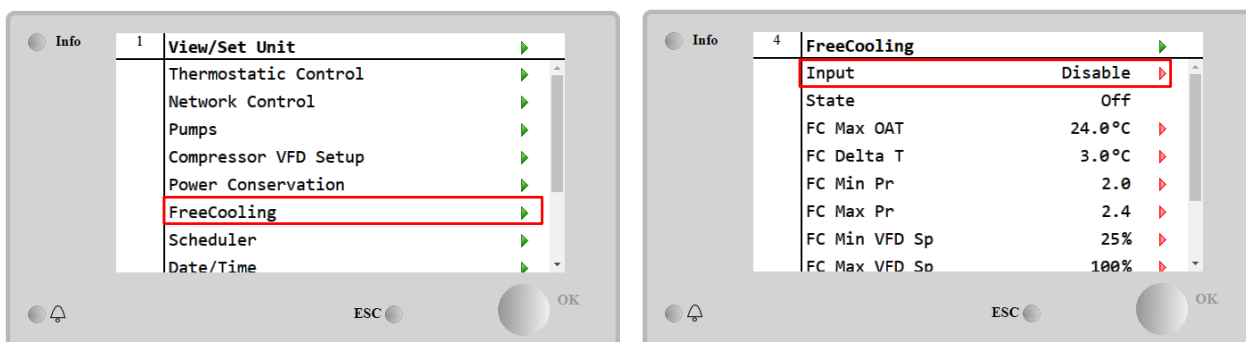 Info
1 View/Set Unit
Thermostatic Control
Network Control
Pumps
Compressor VFD Setup
Power Conservation
FreeCooling
Scheduler
Date/Time
ESC
OK
Info
4 FreeCooling
Input Disable
State Off
FC Max OAT 24.0°C
FC Delta T 3.0°C
FC Min Pr 2.0
FC Max Pr 2.4
FC Min VFD Sp 25%
FC Max VFD Sp 100%
ESC
OK